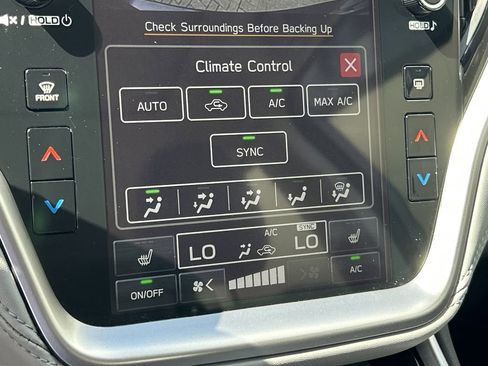 Check Surroundings Before Backing Up
HOLD
HOLD
Climate Control
FRONT
AUTO
A/C
MAX A/C
SYNC
A/C
SYNC
LO
LO
ON/OFF
A/C